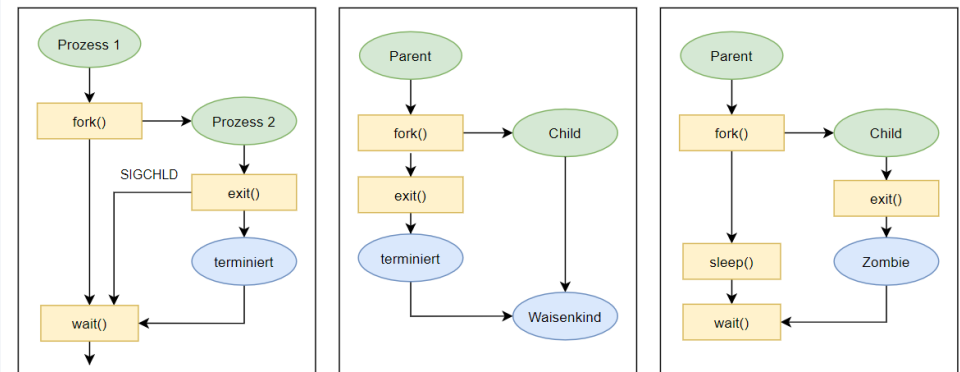 Prozess 1
fork()
Prozess 2
SIGCHLD
exit()
terminiert
wait()
Parent
fork()
Child
exit()
terminiert
Waisenkind
Parent
fork()
Child
exit()
sleep()
Zombie
wait()